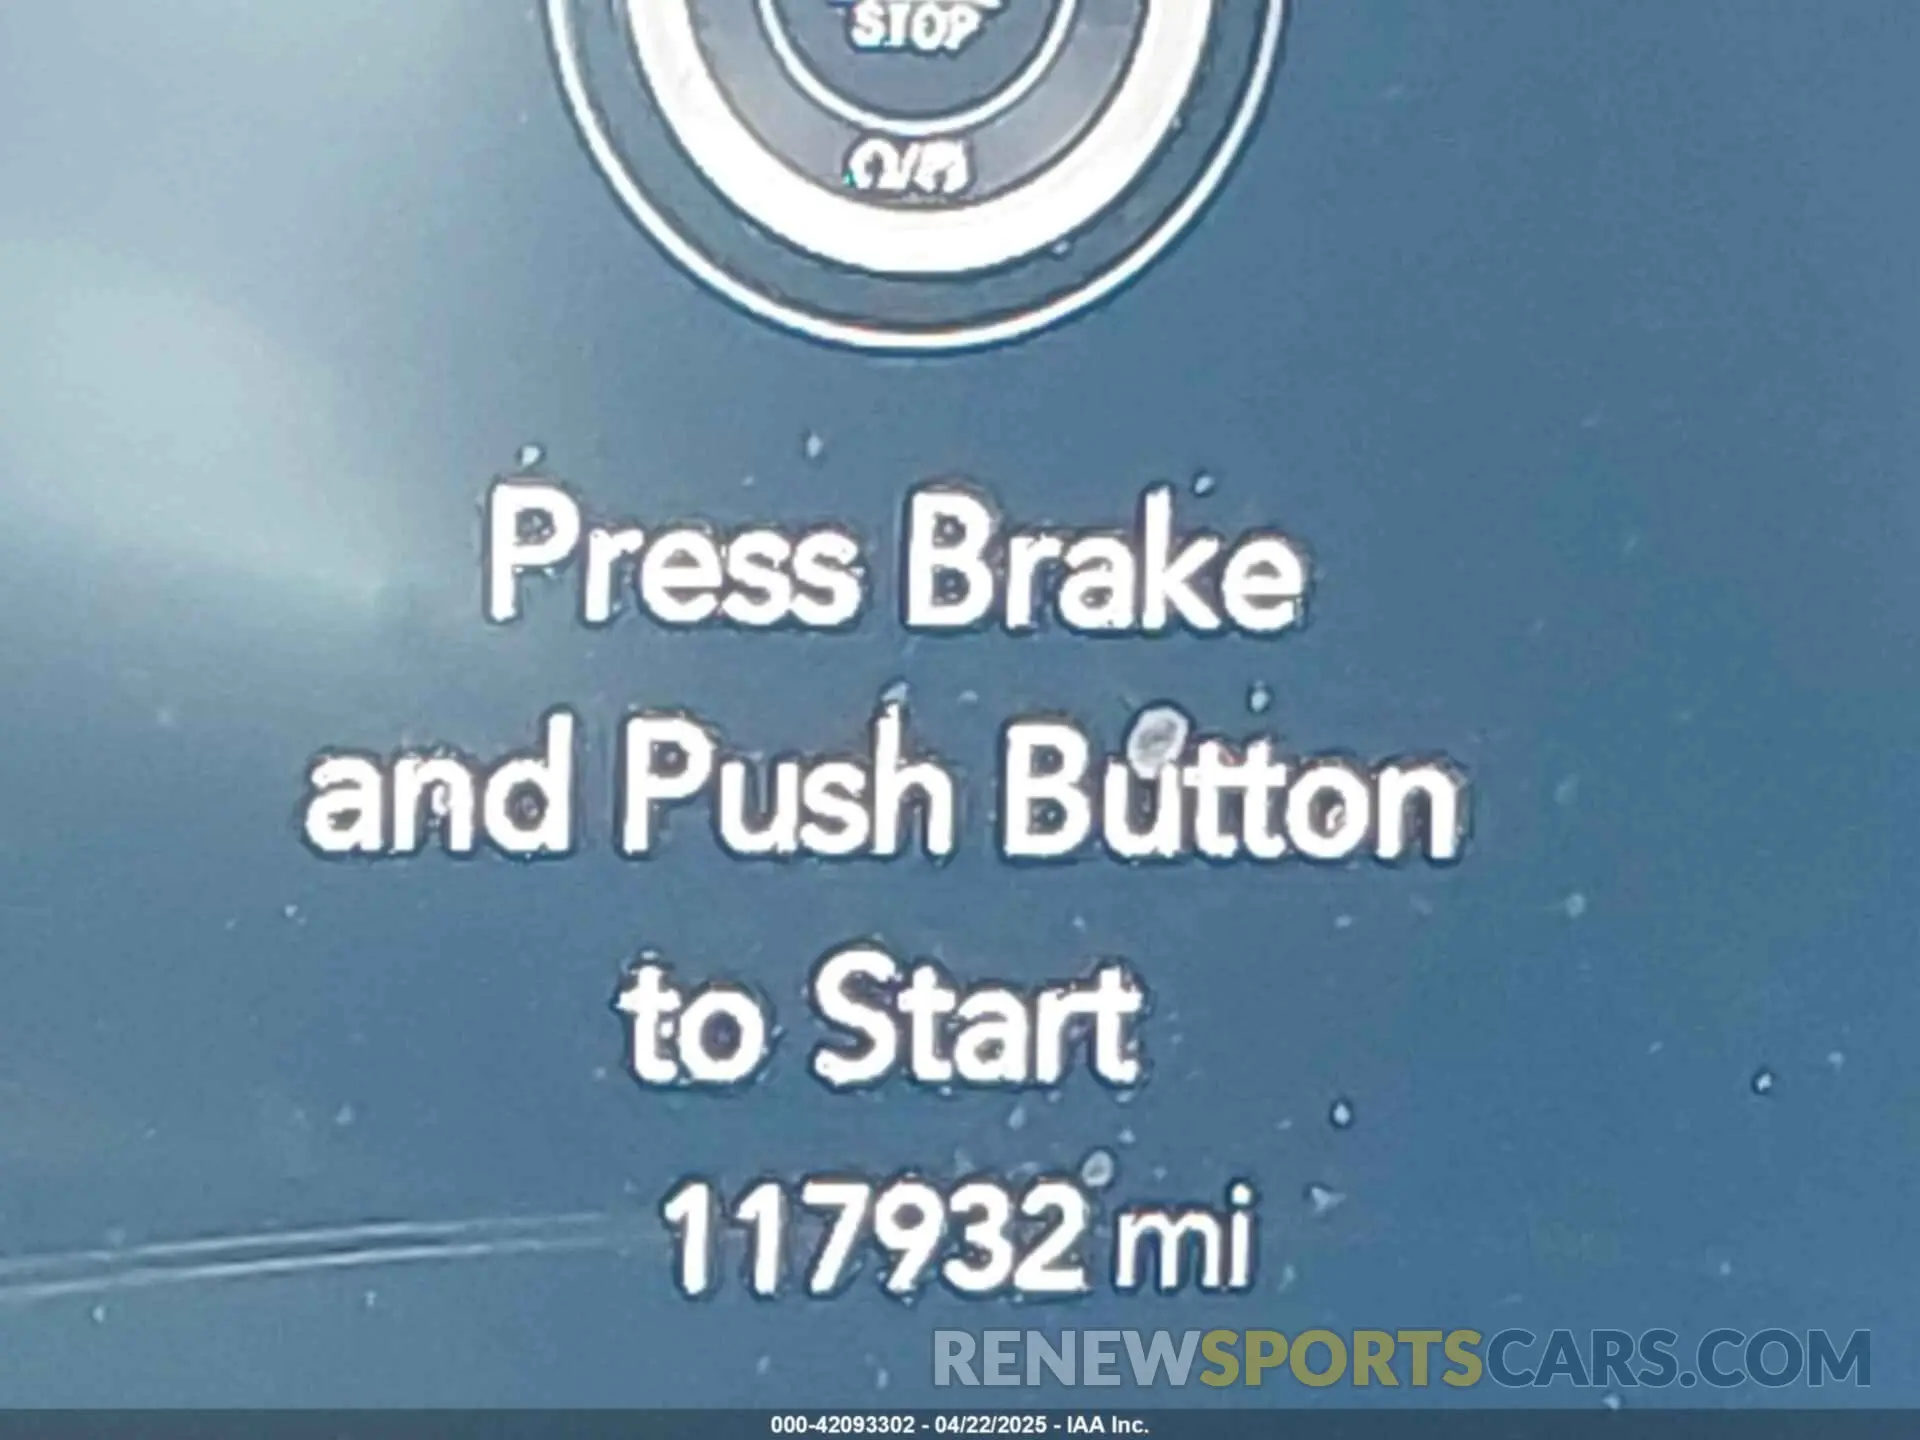 STOP
Press Brake
and Push Button
to Start
117932 mi
RENEWSPORTSCARS.COM
000-42093302 - 04/22/2025 - IAA Inc.